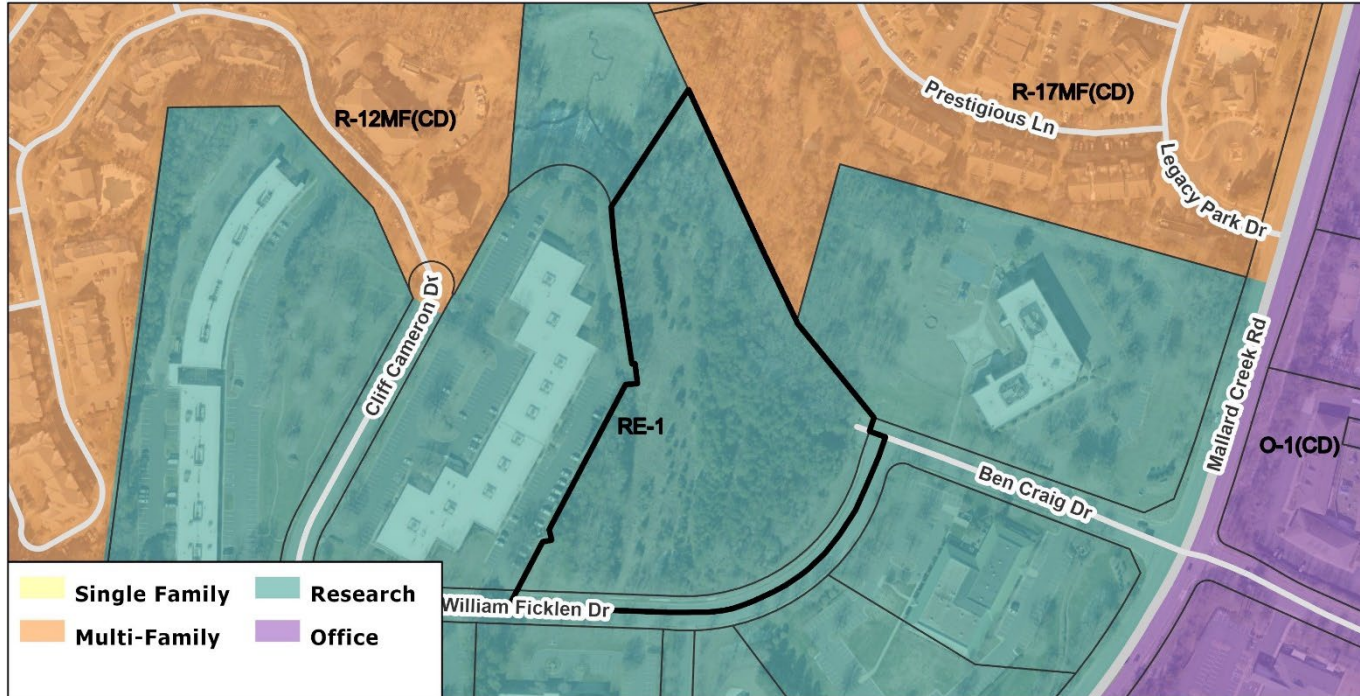 R-12MF(CD)
R-17MF(CD)
Prestigious Ln
Legacy Park Dr
Cliff Cameron Dr
Mallard Creek Rd
RE-1
O-1(CD)
Ben Craig Dr
William Ficklen Dr
Single Family
Research
Multi-Family
Office